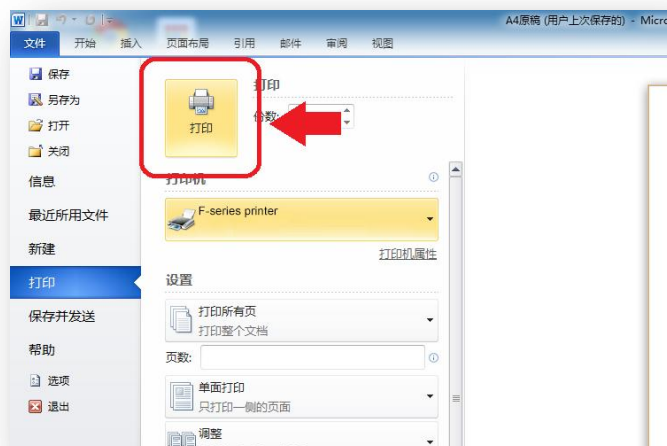 A4原稿 (用户上次保存的) - Micro
文件 开始 插入 页面布局 引用 邮件 审阅 视图
保存
另存为
打开
关闭
信息
最近所用文件
新建
打印
保存并发送
帮助
选项
退出
打印
打印
份数:
打印机
F-series printer
打印机属性
设置
打印所有页
打印整个文档
页数:
单面打印
只打印一侧的页面
调整